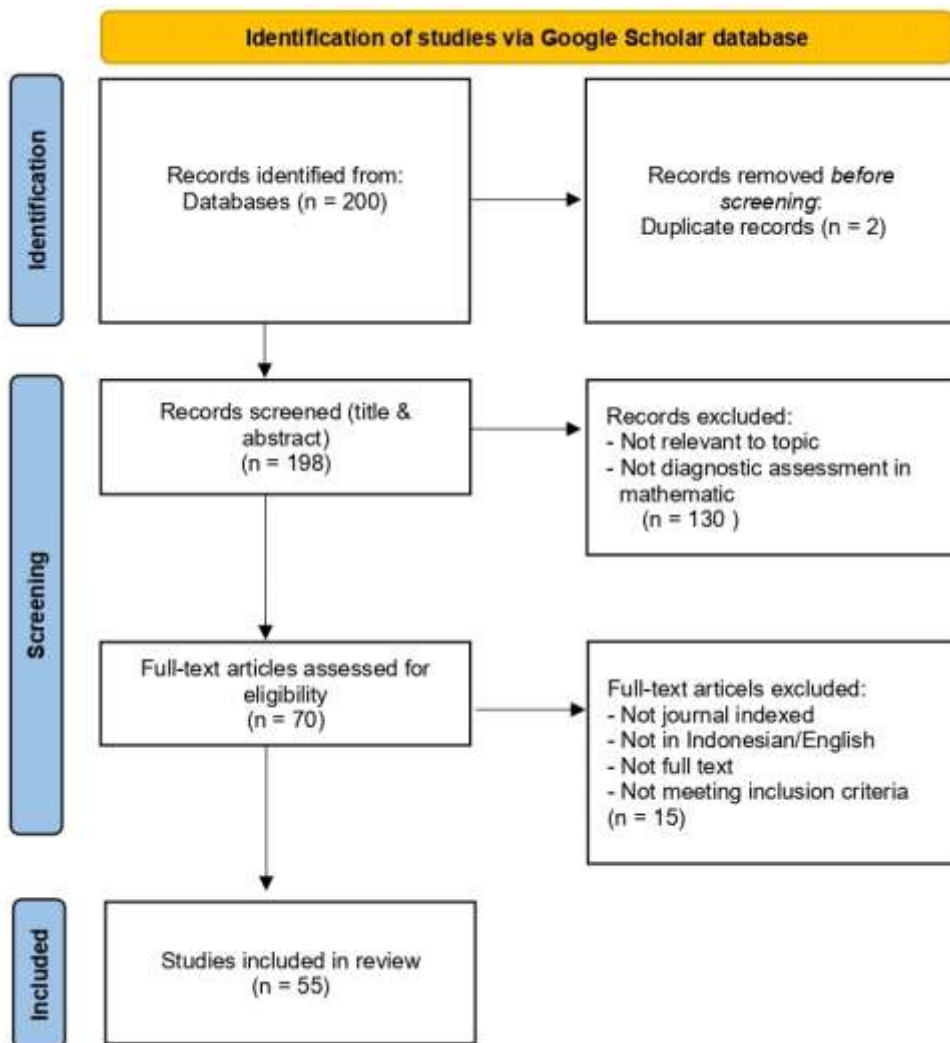 Identification of studies via Google Scholar database
Identification
Records identified from:
Databases (n = 200)
Records removed before
screening:
Duplicate records (n = 2)
Screening
Records screened (title &
abstract)
(n = 198)
Records excluded:
- Not relevant to topic
- Not diagnostic assessment in
mathematic
(n = 130 )
Full-text articles assessed for
eligibility
(n = 70)
Full-text articels excluded:
- Not journal indexed
- Not in Indonesian/English
- Not full text
- Not meeting inclusion criteria
(n = 15)
Included
Studies included in review
(n = 55)